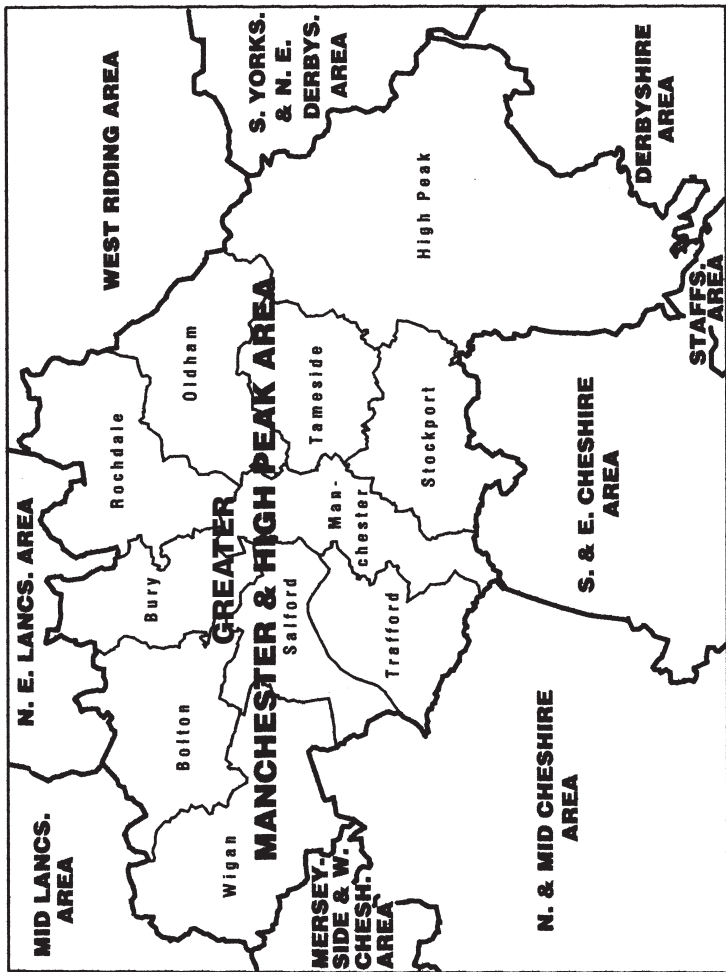 MID LANCS.
AREA
N. E. LANCS. AREA
WEST RIDING AREA
S. YORKS.
& N. E.
DERBYS.
AREA
Rochdale
Bury
Bolton
Oldham
Wigan
GREATER
MANCHESTER & HIGH PEAK AREA
Salford
Tameside
Man-
chester
Trafford
Stockport
High Peak
MERSEY-
SIDE & W.
CHESH.
AREA
N. & MID CHESHIRE
AREA
S. & E. CHESHIRE
AREA
STAFFS.
AREA
DERBYSHIRE
AREA